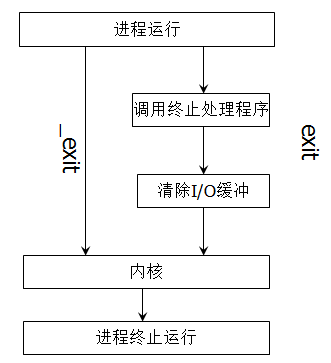 进程运行
调用终止处理程序
_exit
exit
清除I/O缓冲
内核
进程终止运行